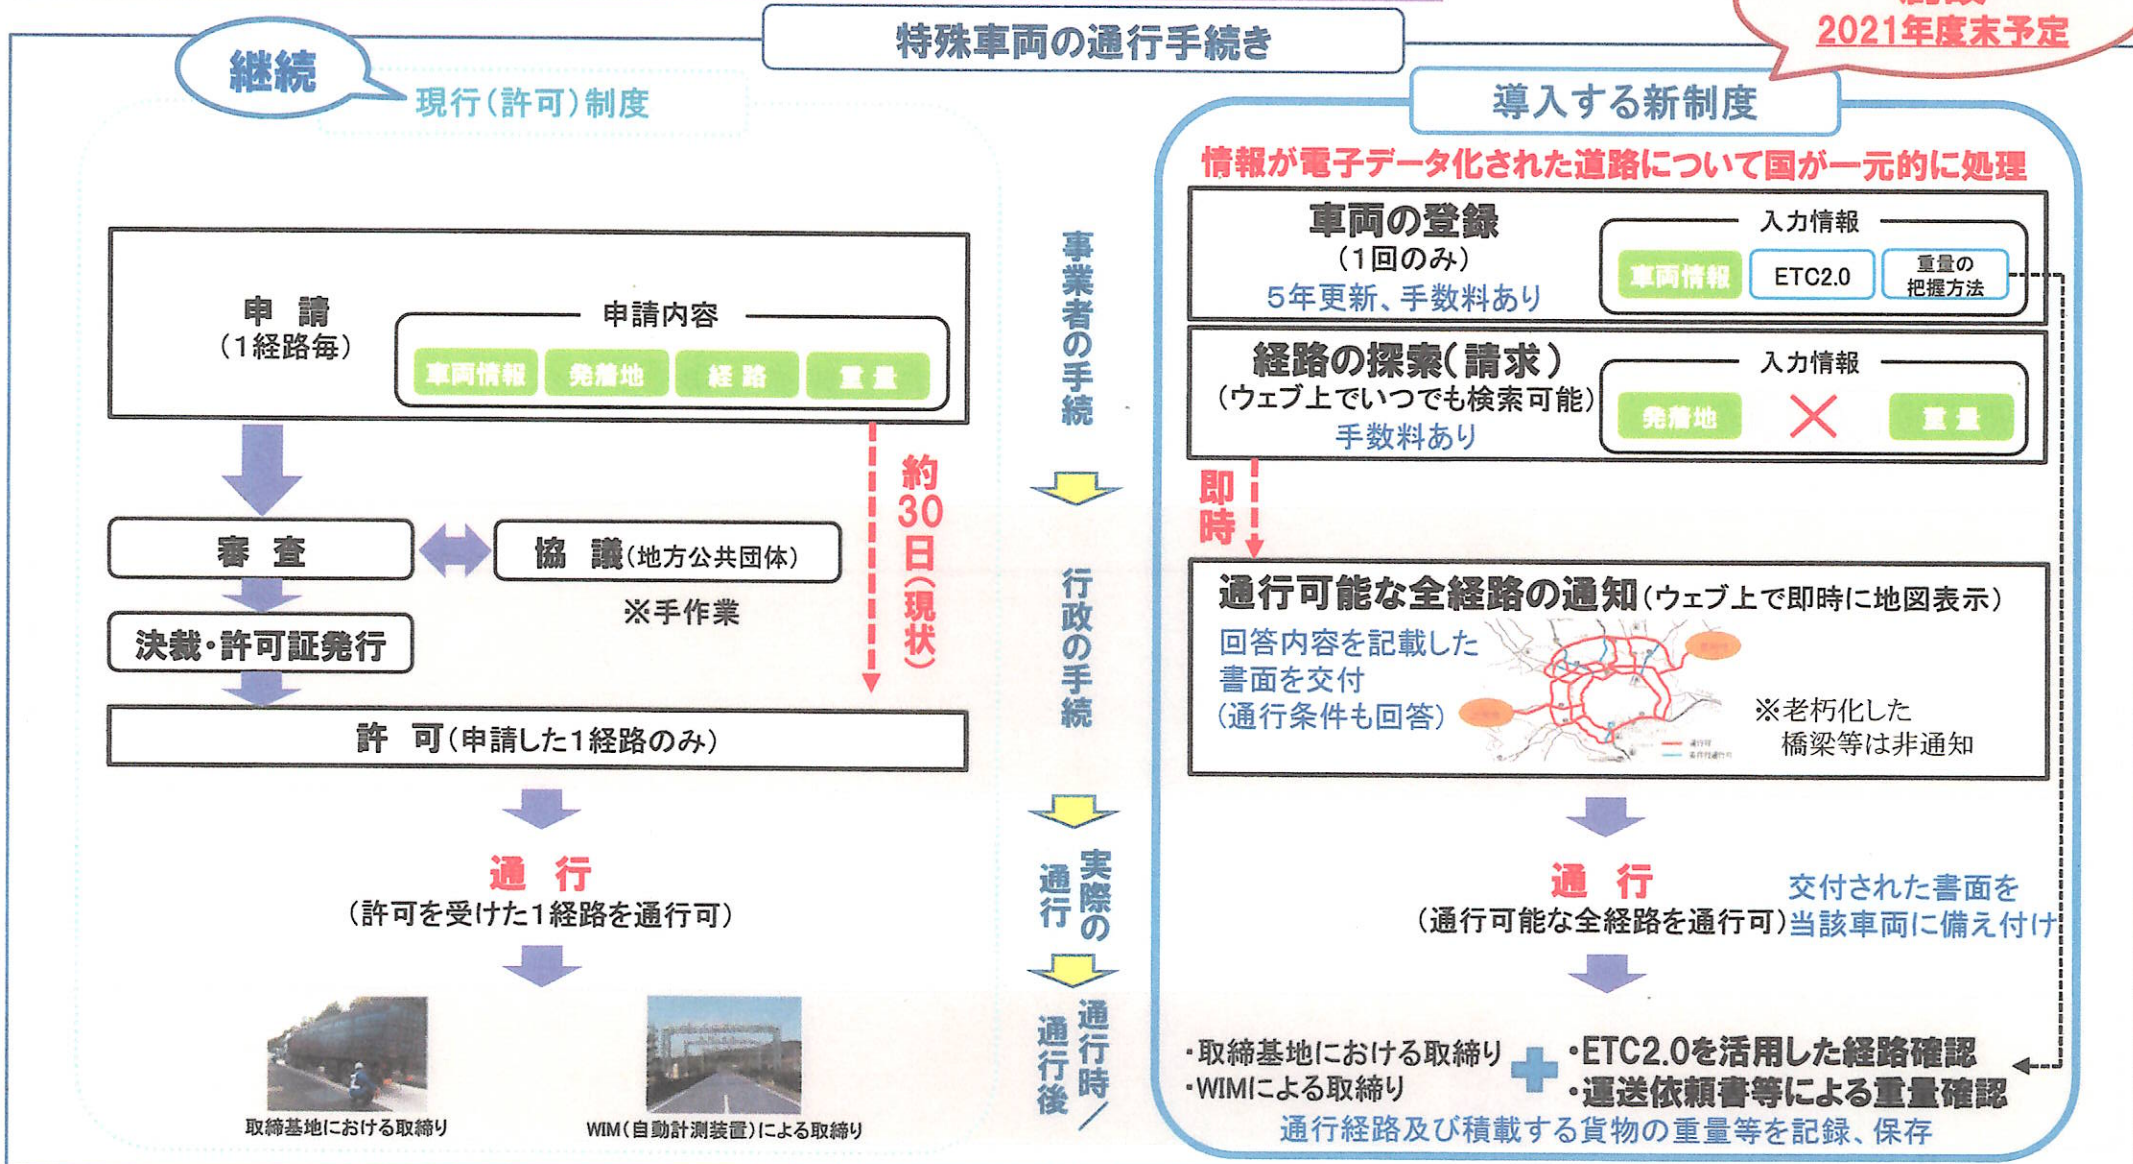 特殊車両の通行手続き
2021年度末予定
継続
現行(許可)制度
申 請
(1経路毎)
申請内容
車両情報 発着地 経 路 重 量
審 査
協 議(地方公共団体)
※手作業
決裁・許可証発行
約30日(現状)
許 可(申請した1経路のみ)
通 行
(許可を受けた1経路を通行可)
取締基地における取締り
WIM(自動計測装置)による取締り
事業者の手続
行政の手続
実際の
通行
通行時/
通行後
導入する新制度
情報が電子データ化された道路について国が一元的に処理
車両の登録
(1回のみ)
5年更新、手数料あり
入力情報
車両情報 ETC2.0
重量の
把握方法
経路の探索(請求)
(ウェブ上でいつでも検索可能)
手数料あり
入力情報
発着地 重 量
即時
通行可能な全経路の通知(ウェブ上で即時に地図表示)
回答内容を記載した
書面を交付
(通行条件も回答)
※老朽化した
橋梁等は非通知
通 行
(通行可能な全経路を通行可)
交付された書面を
当該車両に備え付け
・取締基地における取締り
・WIMによる取締り
・ETC2.0を活用した経路確認
・運送依頼書等による重量確認
通行経路及び積載する貨物の重量等を記録、保存